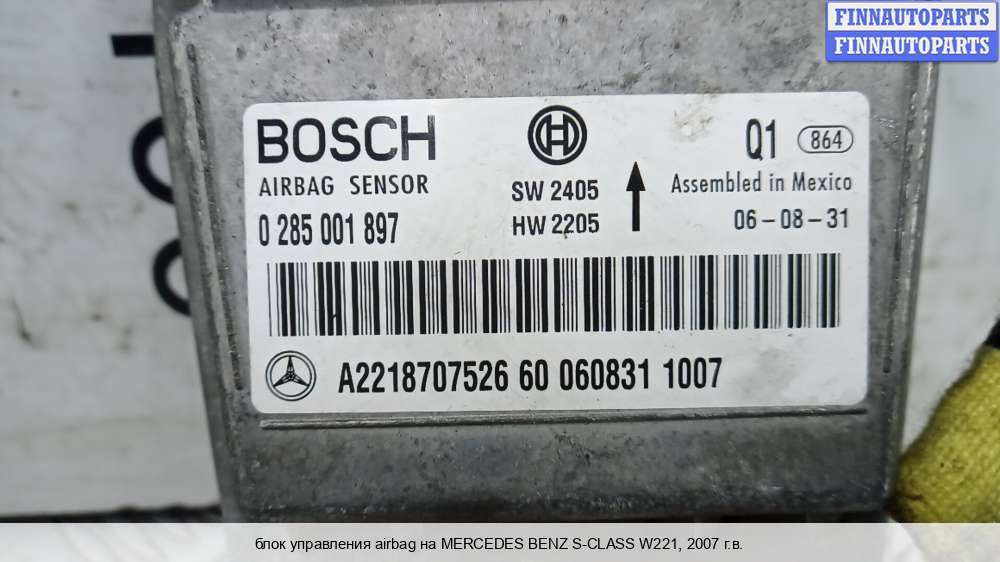 FINNAUTOPARTS
FINNAUTOPARTS
BOSCH
Q1 864
AIRBAG SENSOR
SW 2405
Assembled in Mexico
0 285 001 897
HW 2205
06-08-31
A2218707526 60 060831 1007
блок управления airbag на MERCEDES BENZ S-CLASS W221, 2007 г.в.